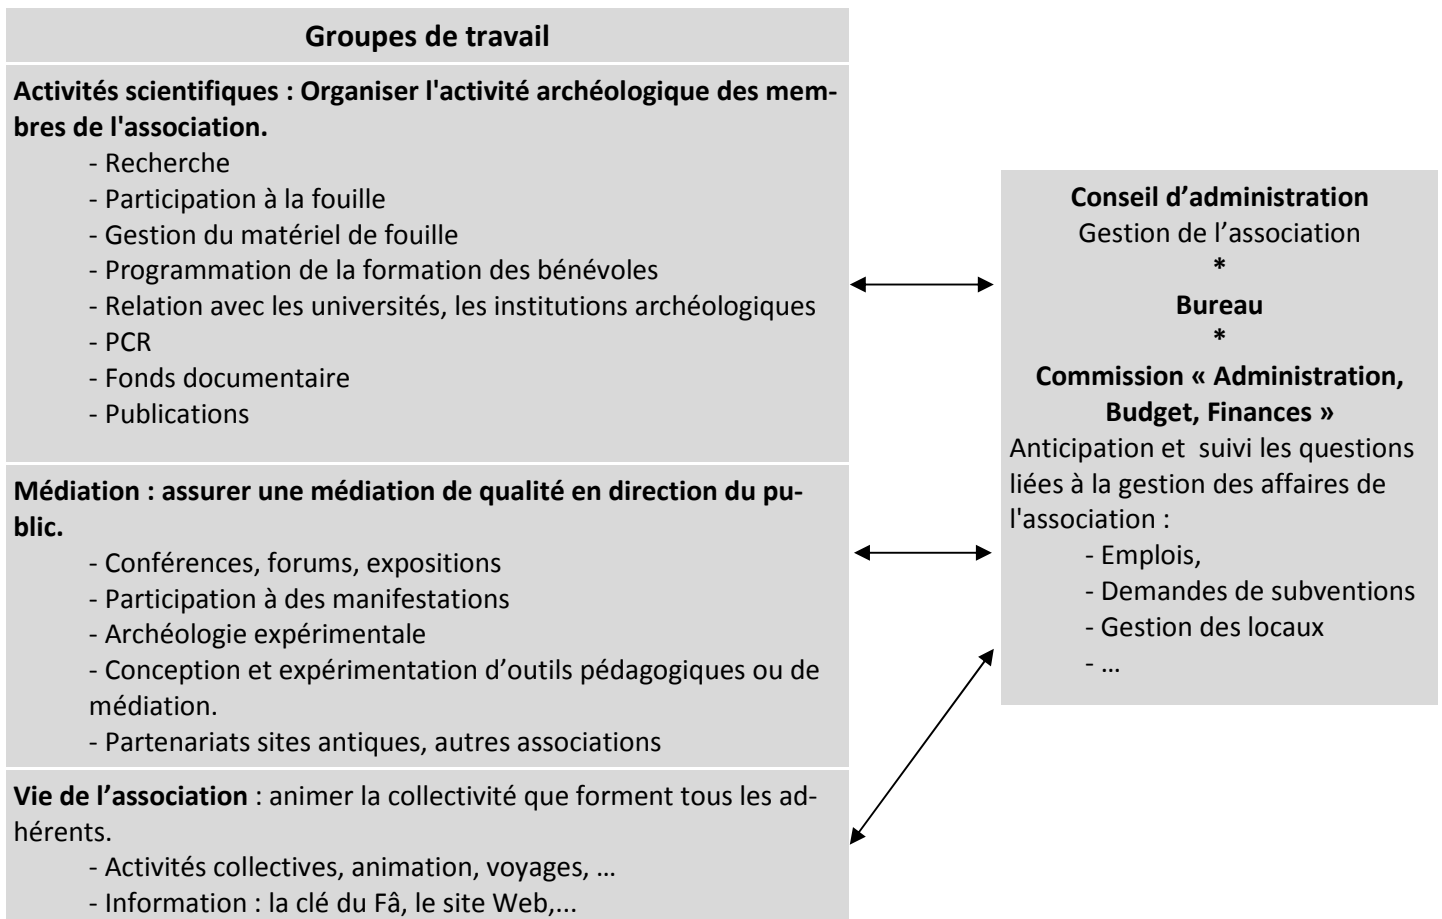 Groupes de travail
Activités scientifiques : Organiser l'activité archéologique des mem-
bres de l'association.
- Recherche
- Participation à la fouille
- Gestion du matériel de fouille
- Programmation de la formation des bénévoles
- Relation avec les universités, les institutions archéologiques
- PCR
- Fonds documentaire
- Publications
Médiation : assurer une médiation de qualité en direction du pu-
blic.
- Conférences, forums, expositions
- Participation à des manifestations
- Archéologie expérimentale
- Conception et expérimentation d’outils pédagogiques ou de
médiation.
- Partenariats sites antiques, autres associations
Vie de l’association : animer la collectivité que forment tous les ad-
hérents.
- Activités collectives, animation, voyages, …
- Information : la clé du Fâ, le site Web,...
Conseil d’administration
Gestion de l’association
*
Bureau
*
Commission « Administration,
Budget, Finances »
Anticipation et suivi les questions
liées à la gestion des affaires de
l'association :
- Emplois,
- Demandes de subventions
- Gestion des locaux
- …